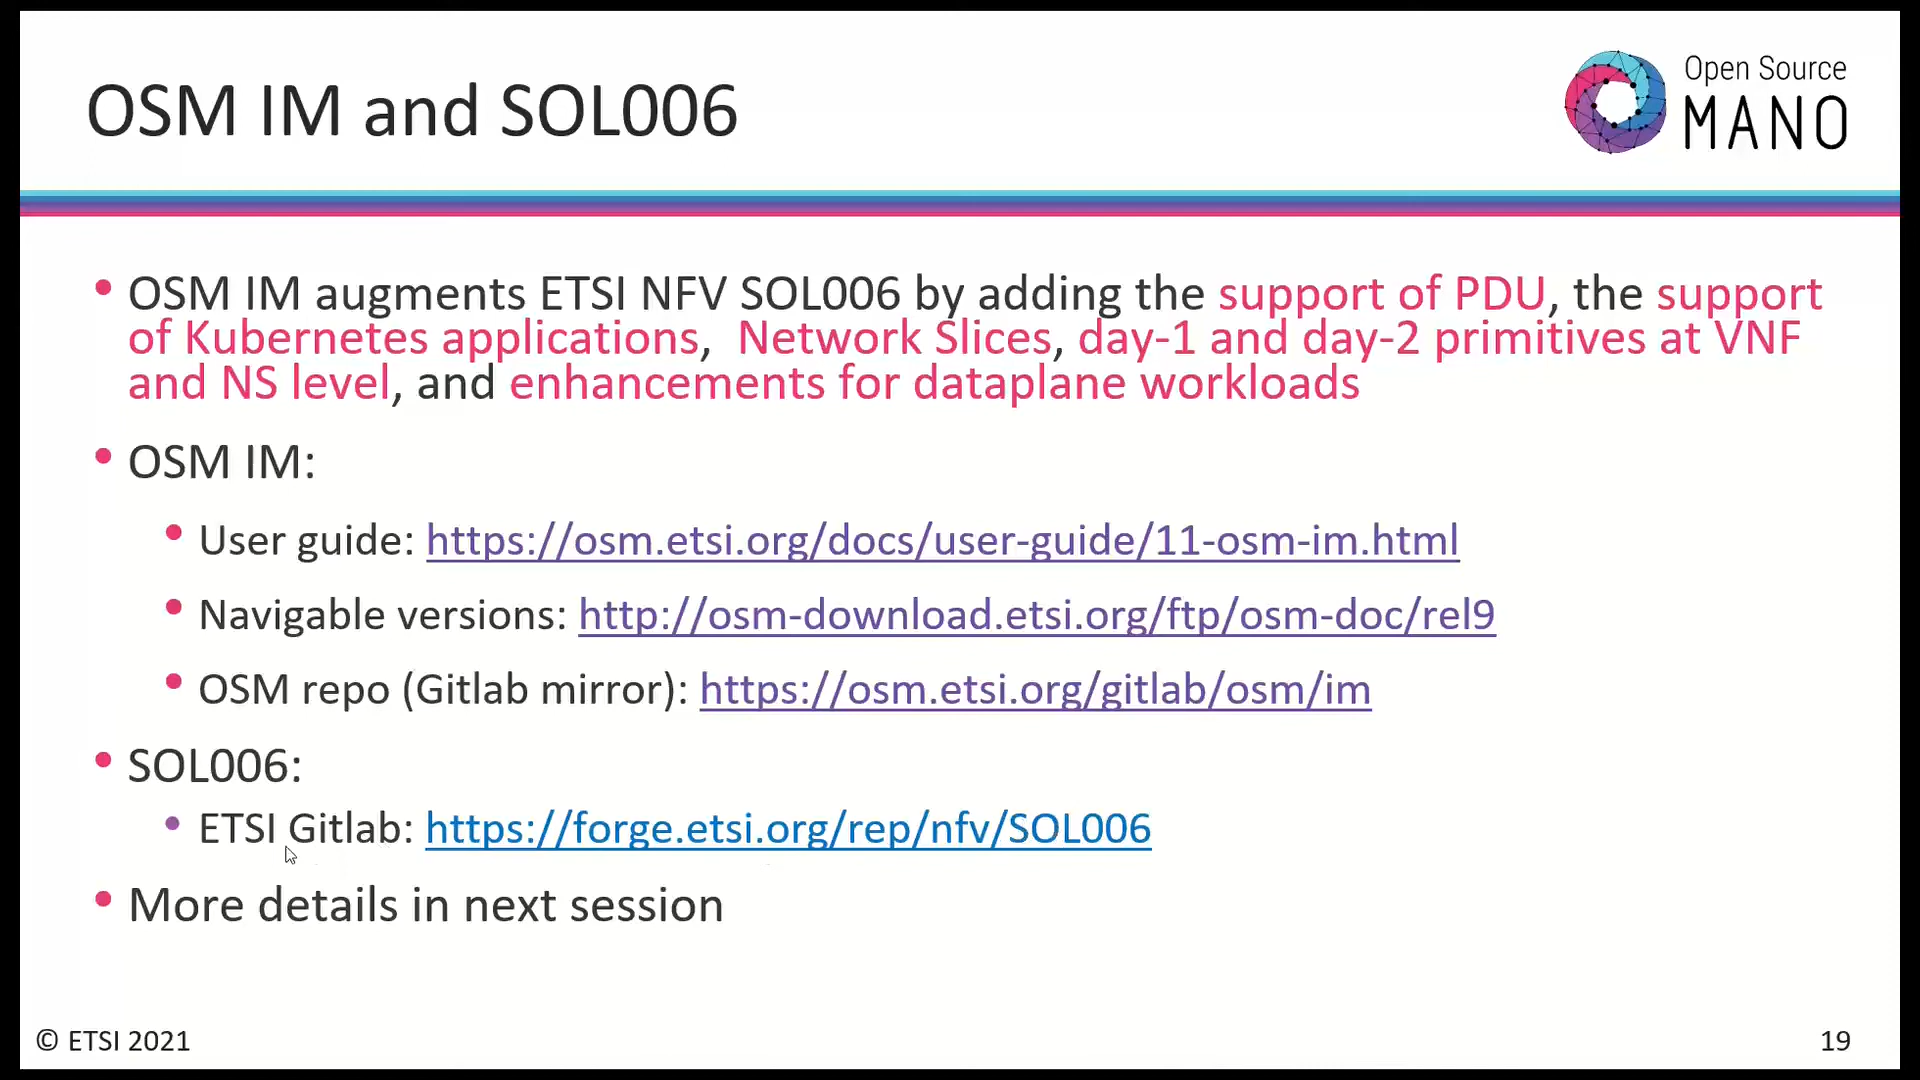 OSM IM and SOL006
Open Source
MANO
• OSM IM augments ETSI NFV SOL006 by adding the support of PDU, the support
of Kubernetes applications, Network Slices, day-1 and day-2 primitives at VNF
and NS level, and enhancements for dataplane workloads
• OSM IM:
• User guide: https://osm.etsi.org/docs/user-guide/11-osm-im.html
• Navigable versions: http://osm-download.etsi.org/ftp/osm-doc/rel9
• OSM repo (Gitlab mirror): https://osm.etsi.org/gitlab/osm/im
• SOL006:
• ETSI Gitlab: https://forge.etsi.org/rep/nfv/SOL006
• More details in next session
© ETSI 2021
19